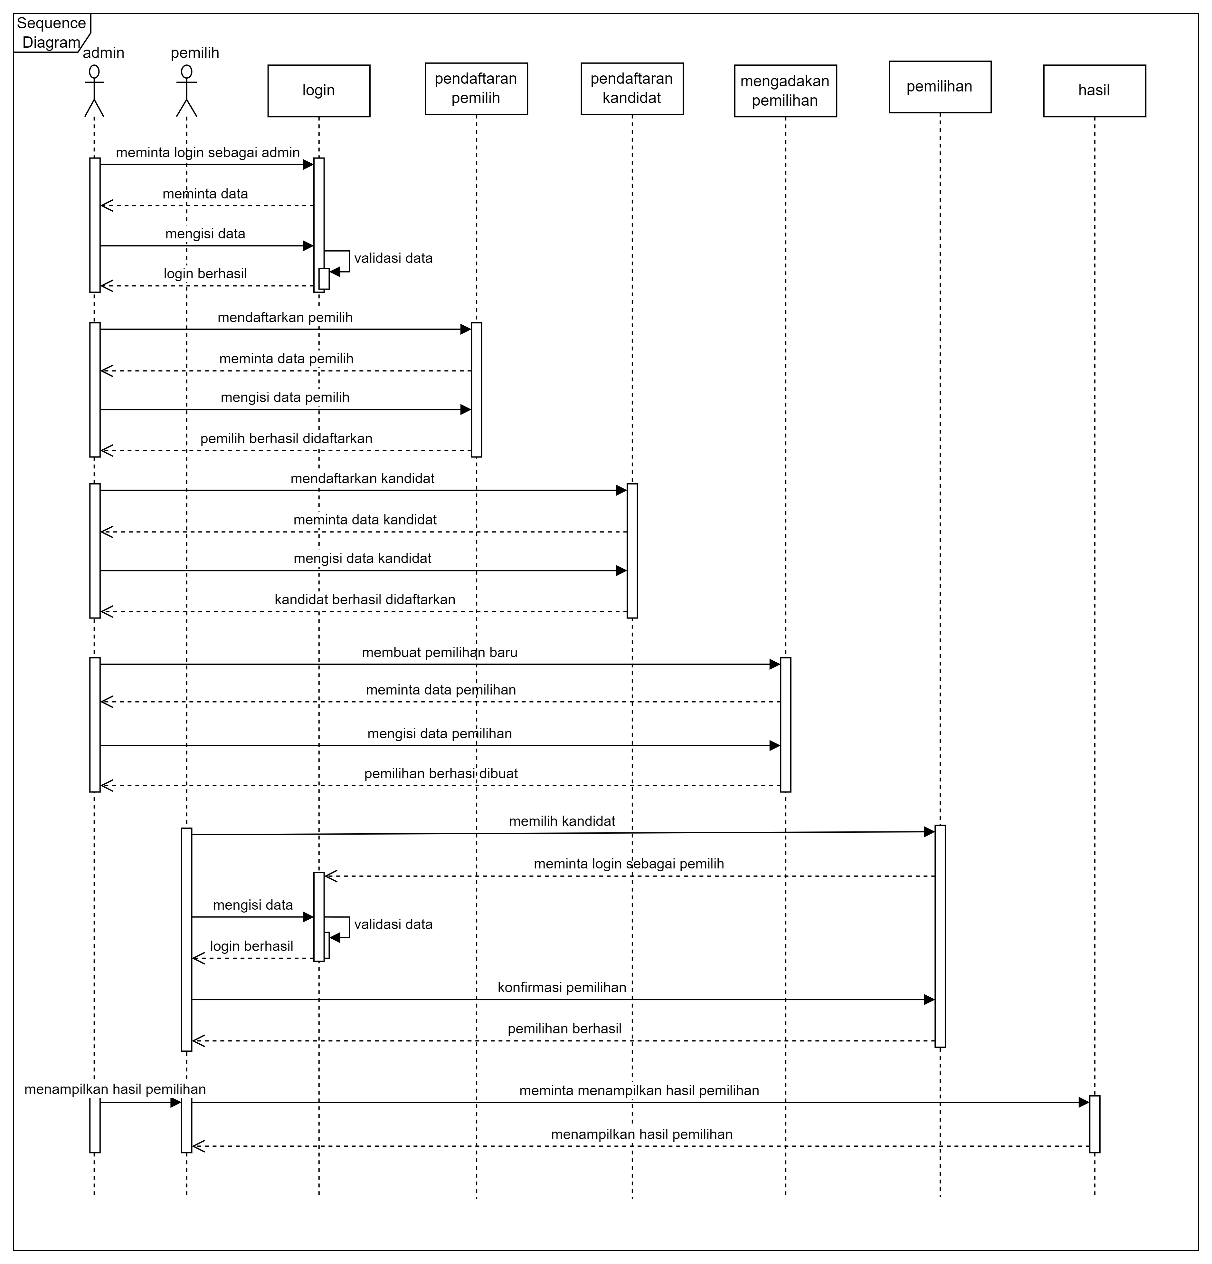 Sequence
Diagram
admin
pemilih
login
pendaftaran
pemilih
pendaftaran
kandidat
mengadakan
pemilihan
pemilihan
hasil
meminta login sebagai admin
meminta data
mengisi data
validasi data
login berhasil
mendaftarkan pemilih
meminta data pemilih
mengisi data pemilih
pemilih berhasil didaftarkan
mendaftarkan kandidat
meminta data kandidat
mengisi data kandidat
kandidat berhasil didaftarkan
membuat pemilihan baru
meminta data pemilihan
mengisi data pemilihan
pemilihan berhasi dibuat
memilih kandidat
meminta login sebagai pemilih
mengisi data
validasi data
login berhasil
konfirmasi pemilihan
pemilihan berhasil
menampilkan hasil pemilihan
meminta menampilkan hasil pemilihan
menampilkan hasil pemilihan